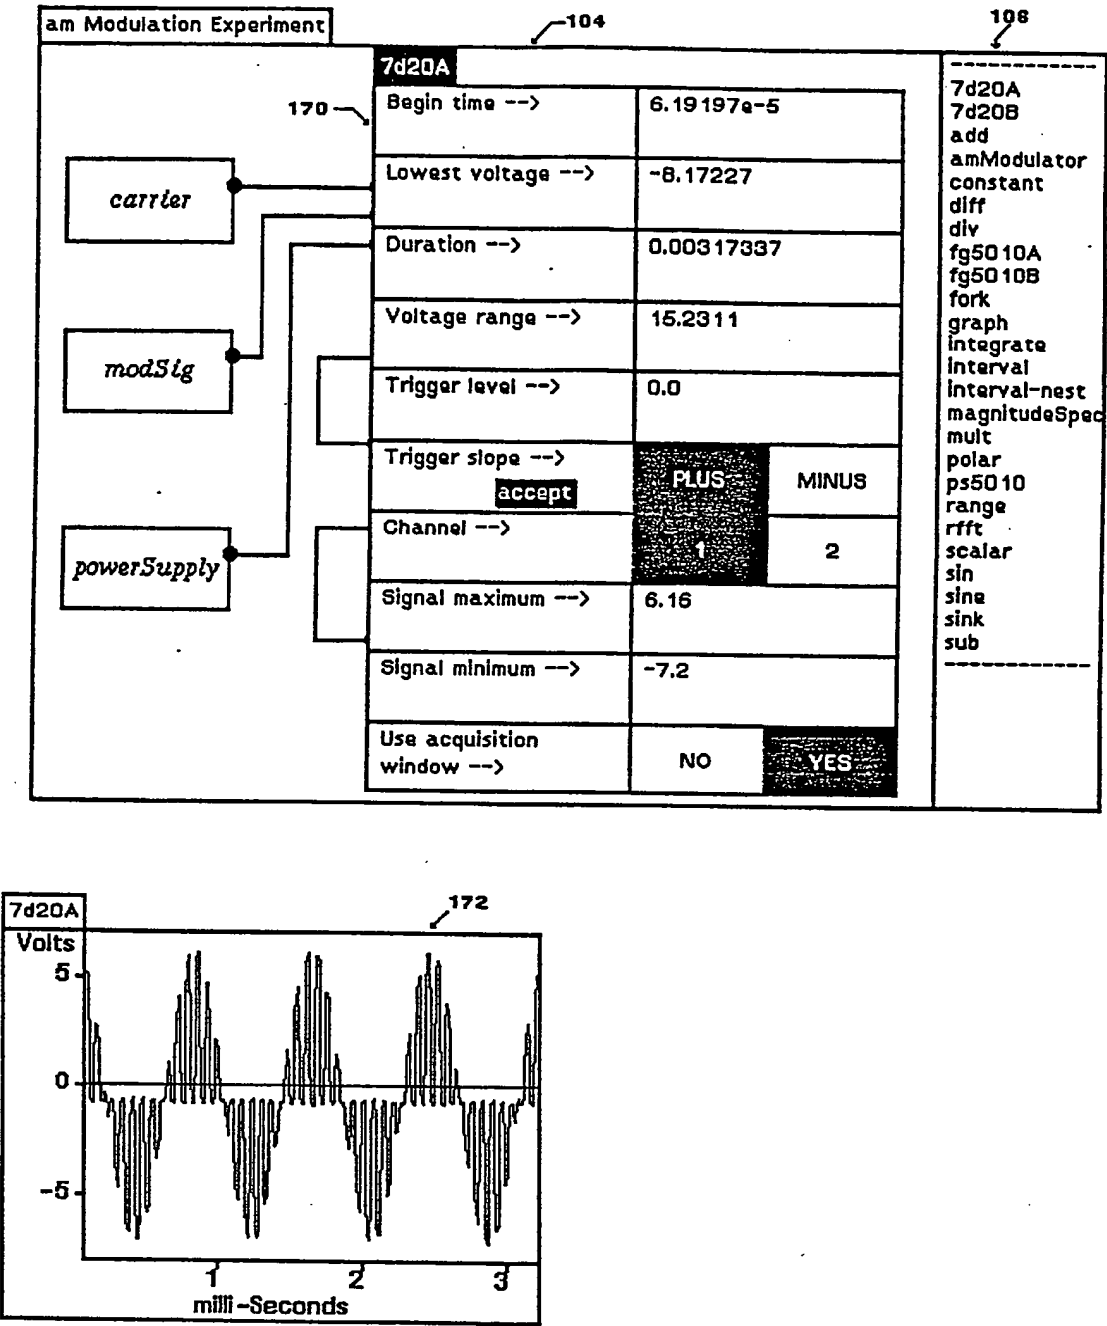 am Modulation Experiment
104
108
7d20A
170
Begin time --> 6.19197e-5
Lowest voltage --> -8.17227
Duration --> 0.00317337
Voltage range --> 15.2311
Trigger level --> 0.0
Trigger slope --> PLUS MINUS
accept
Channel --> 1 2
Signal maximum --> 6.16
Signal minimum --> -7.2
Use acquisition
window --> NO YES
carrier
modSig
powerSupply
7d20A
7d20B
add
amModulator
constant
diff
div
fg5010A
fg5010B
fork
graph
integrate
interval
interval-nest
magnitudeSpec
mult
polar
ps5010
range
rfft
scalar
sin
sine
sink
sub
7d20A
172
Volts
5
0
-5
1 2 3
milli-Seconds